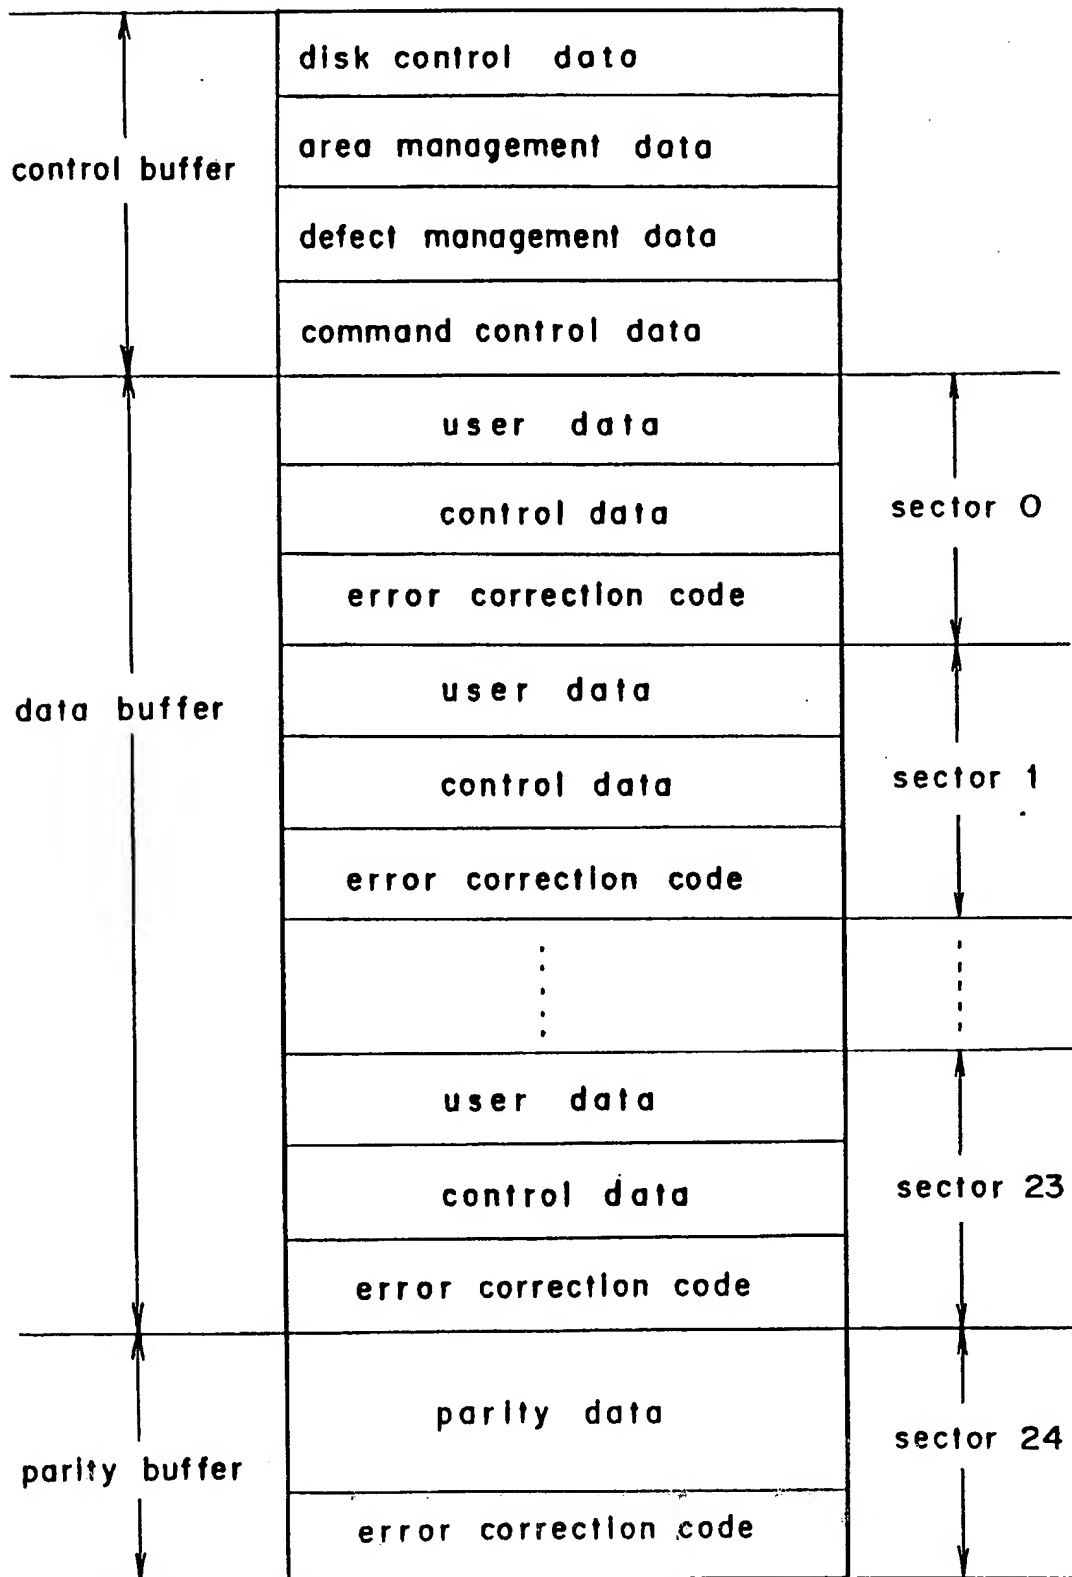 disk control data
area management data
control buffer
defect management data
command control data
user data
control data
sector 0
error correction code
user data
data buffer
control data
sector 1
error correction code
user data
control data
sector 23
error correction code
parity data
sector 24
parity buffer
error correction code